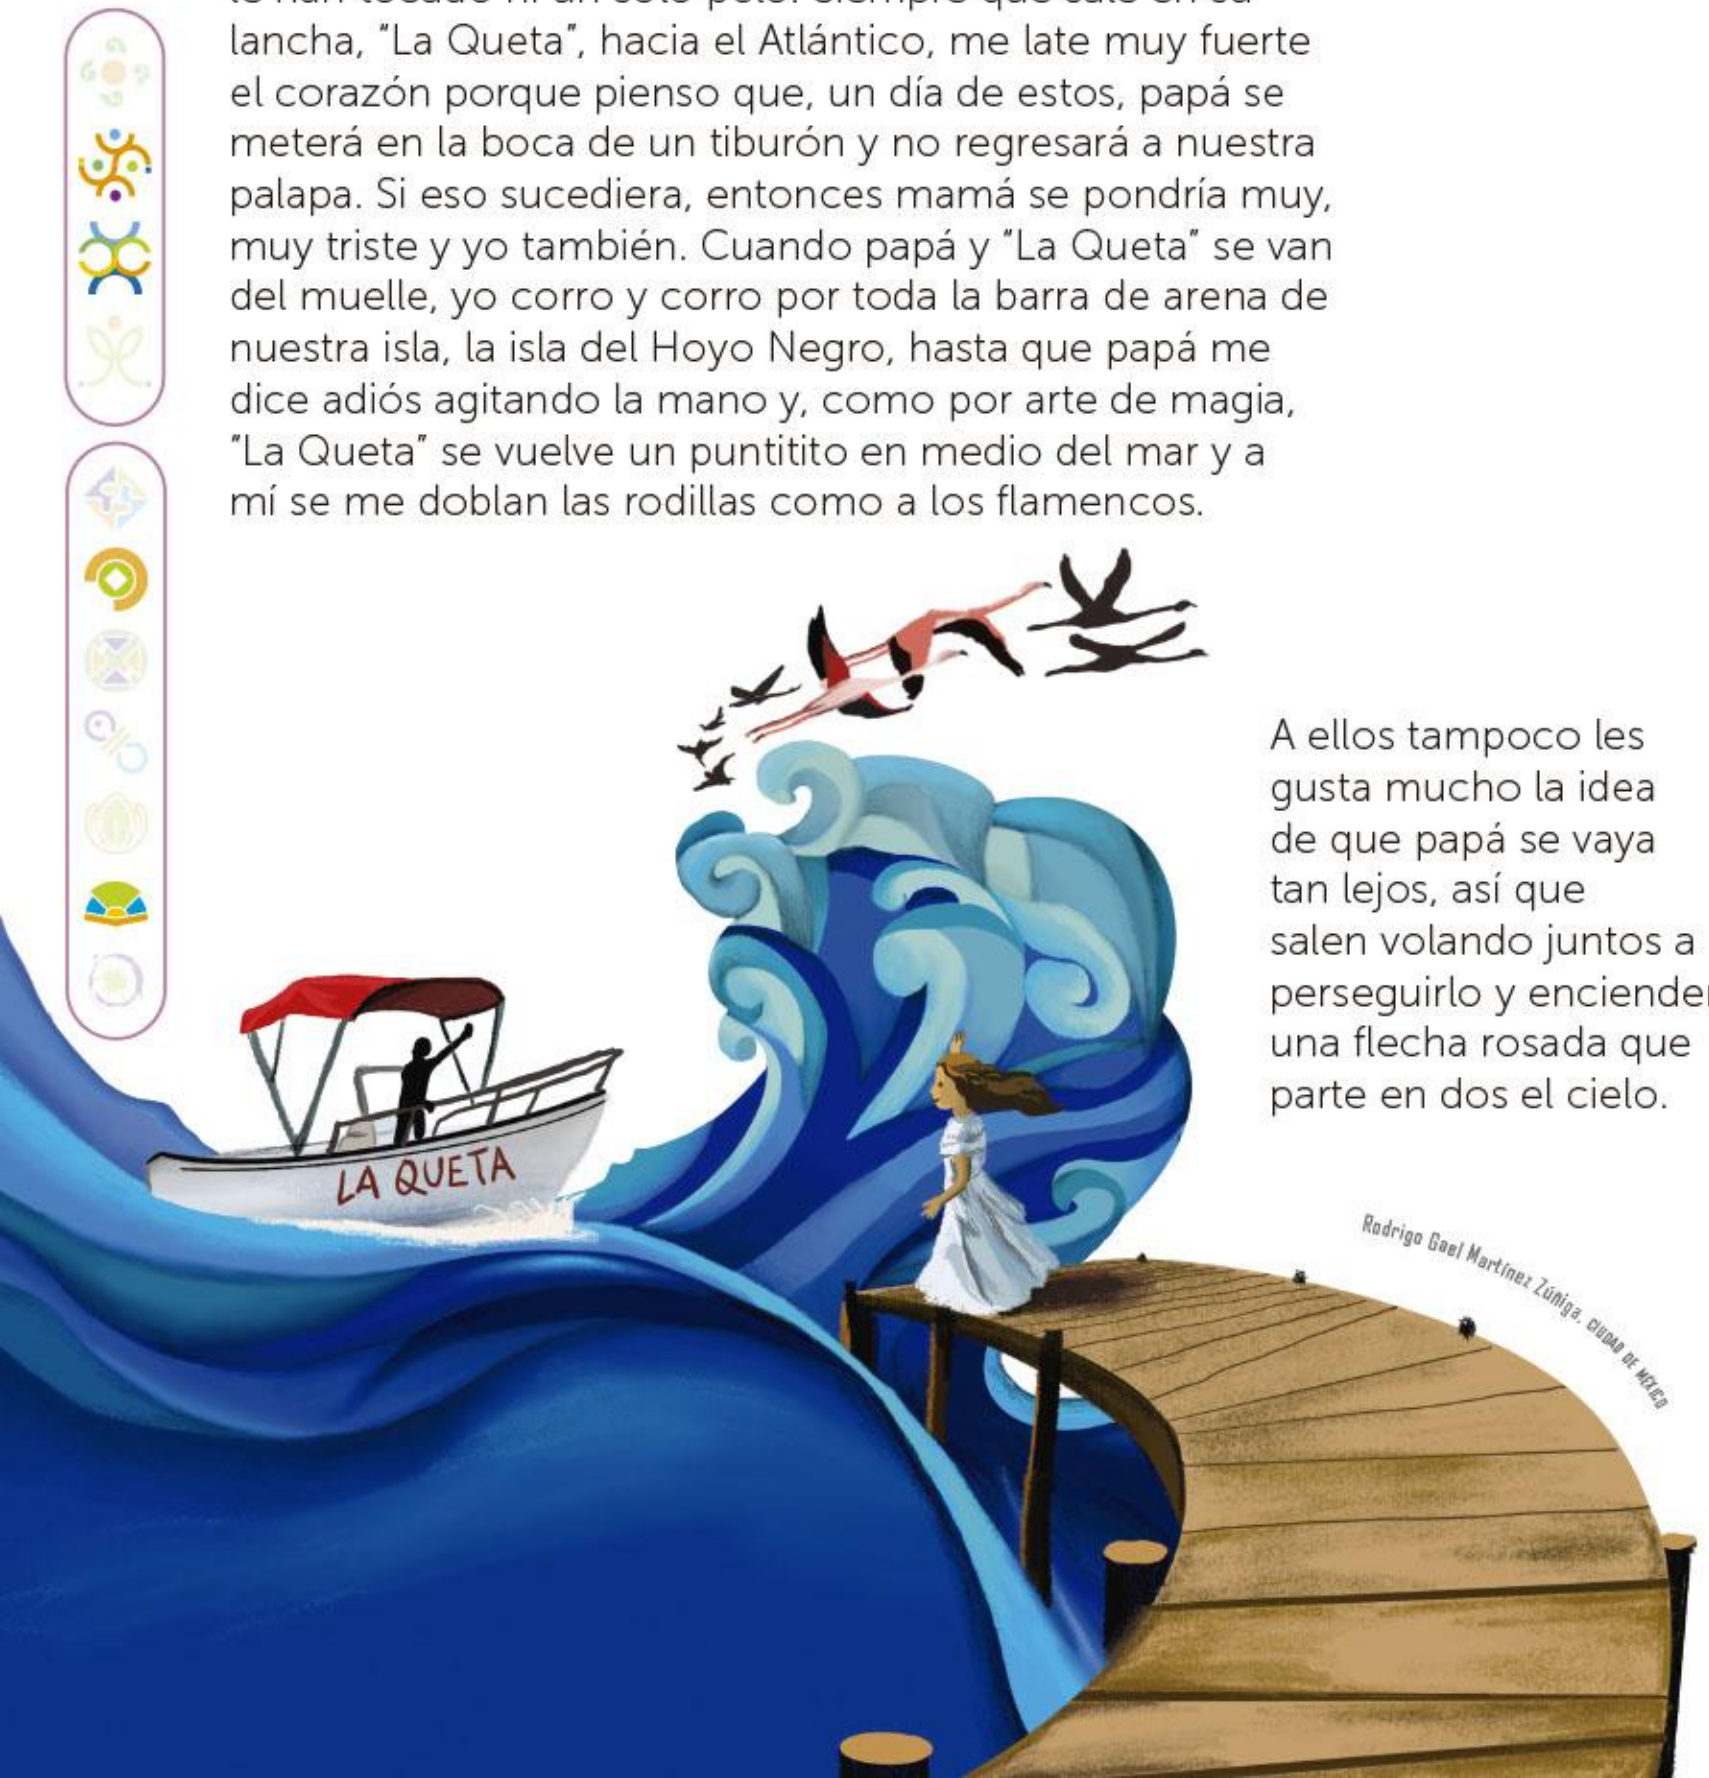 lancha, “La Queta”, hacia el Atlántico, me late muy fuerte
el corazón porque pienso que, un día de estos, papá se
meterá en la boca de un tiburón y no regresará a nuestra
palapa. Si eso sucediera, entonces mamá se pondría muy,
muy triste y yo también. Cuando papá y “La Queta” se van
del muelle, yo corro y corro por toda la barra de arena de
nuestra isla, la isla del Hoyo Negro, hasta que papá me
dice adiós agitando la mano y, como por arte de magia,
“La Queta” se vuelve un puntitito en medio del mar y a
mí se me doblan las rodillas como a los flamencos.
A ellos tampoco les
gusta mucho la idea
de que papá se vaya
tan lejos, así que
salen volando juntos a
perseguirlo y
una flecha rosada que
parte en dos el cielo.
LA QUETA
Rodrigo Gael Martínez Zúñiga, CIUDAD DE MÉXICO